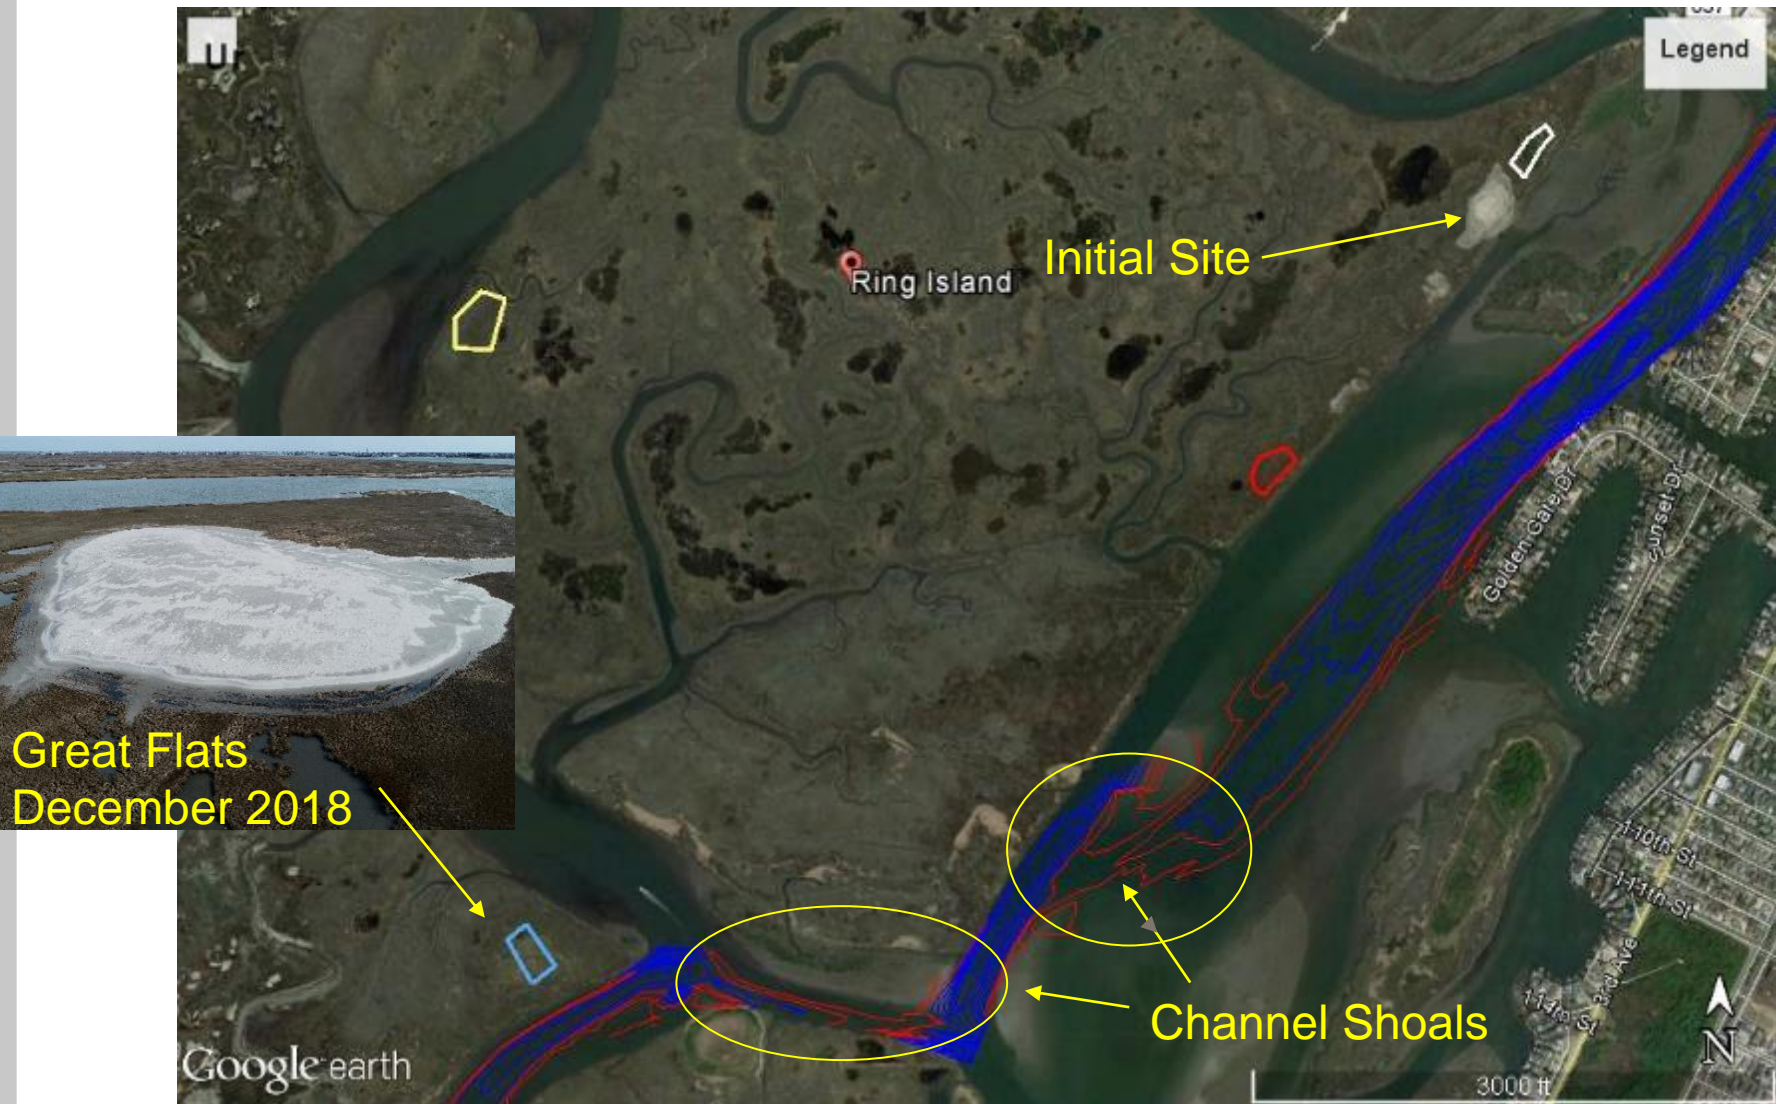 Legend
Initial Site
Ring Island
Golden Gate Dr
Sunset Dr
Great Flats
December 2018
110th St
111th St
3rd Ave
114th St
Channel Shoals
N
Google earth
3000 ft